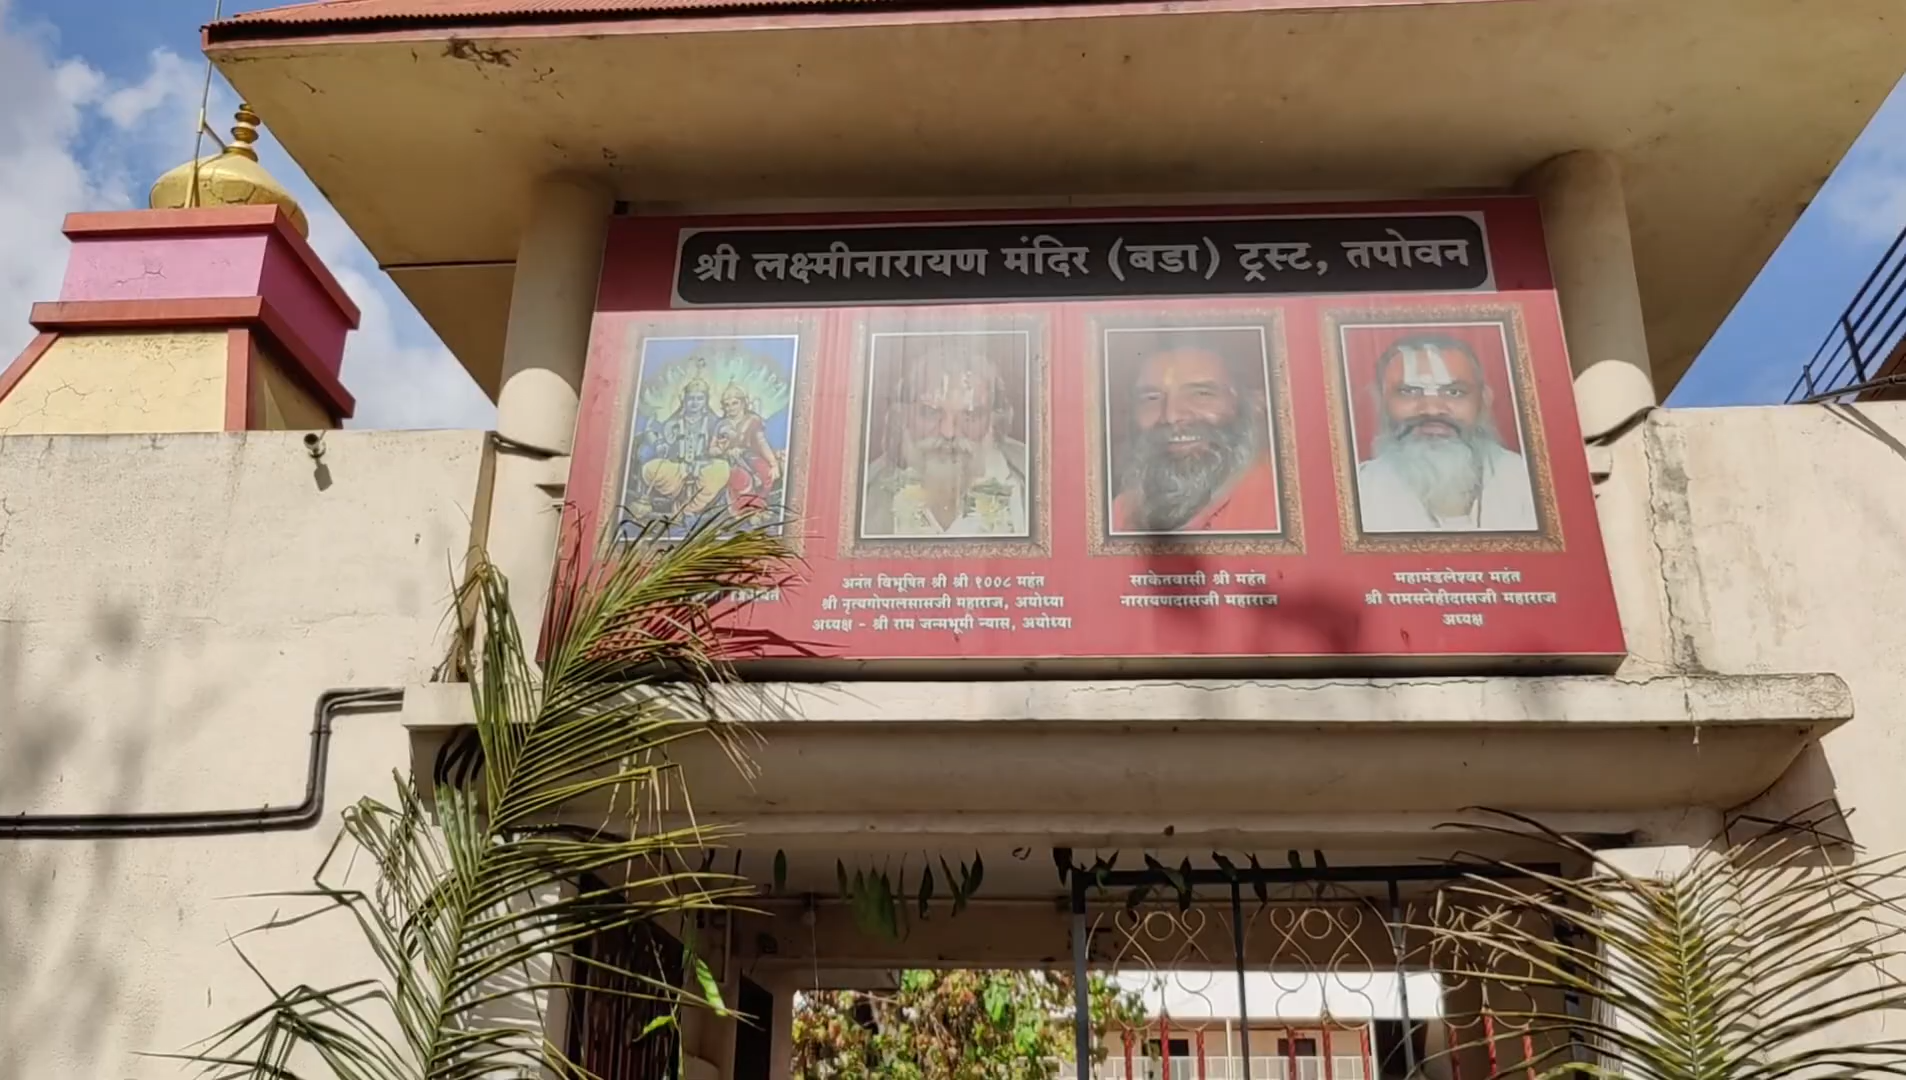 श्री लक्ष्मीनारायण मंदिर (बडा) ट्रस्ट, तपोवन
अनंत विभूषित श्री श्री १००८ महंत
श्री नृत्यगोपालसासजी महाराज, अयोध्या
अध्यक्ष - श्री राम जन्मभूमी न्यास, अयोध्या
साकेतवासी श्री महंत
नारायणदासजी महाराज
महामंडलेश्वर महंत
श्री रामसनेहीदासजी महाराज
अध्यक्ष